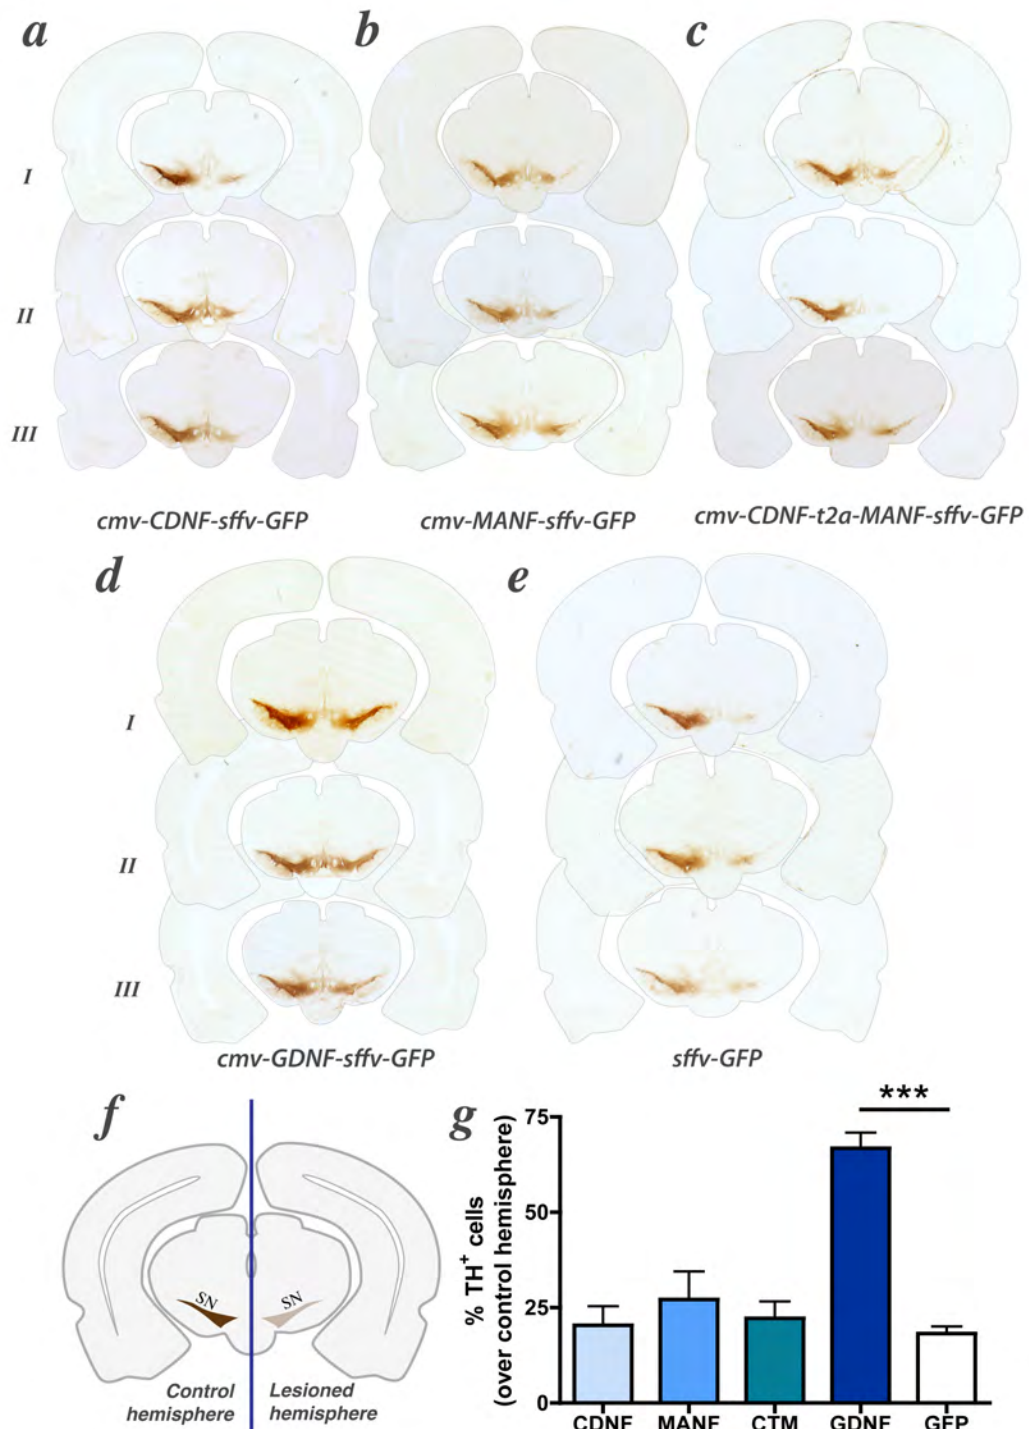 a b c
I
II
III
cmv-CDNF-sffv-GFP cmv-MANF-sffv-GFP cmv-CDNF-t2a-MANF-sffv-GFP
d e
I
II
III
cmv-GDNF-sffv-GFP sffv-GFP
f
SN SN
Control hemisphere
Lesioned hemisphere
g
***
% TH+ cells
(over control hemisphere)
75
50
25
0
CDNF MANF CTM GDNF GFP